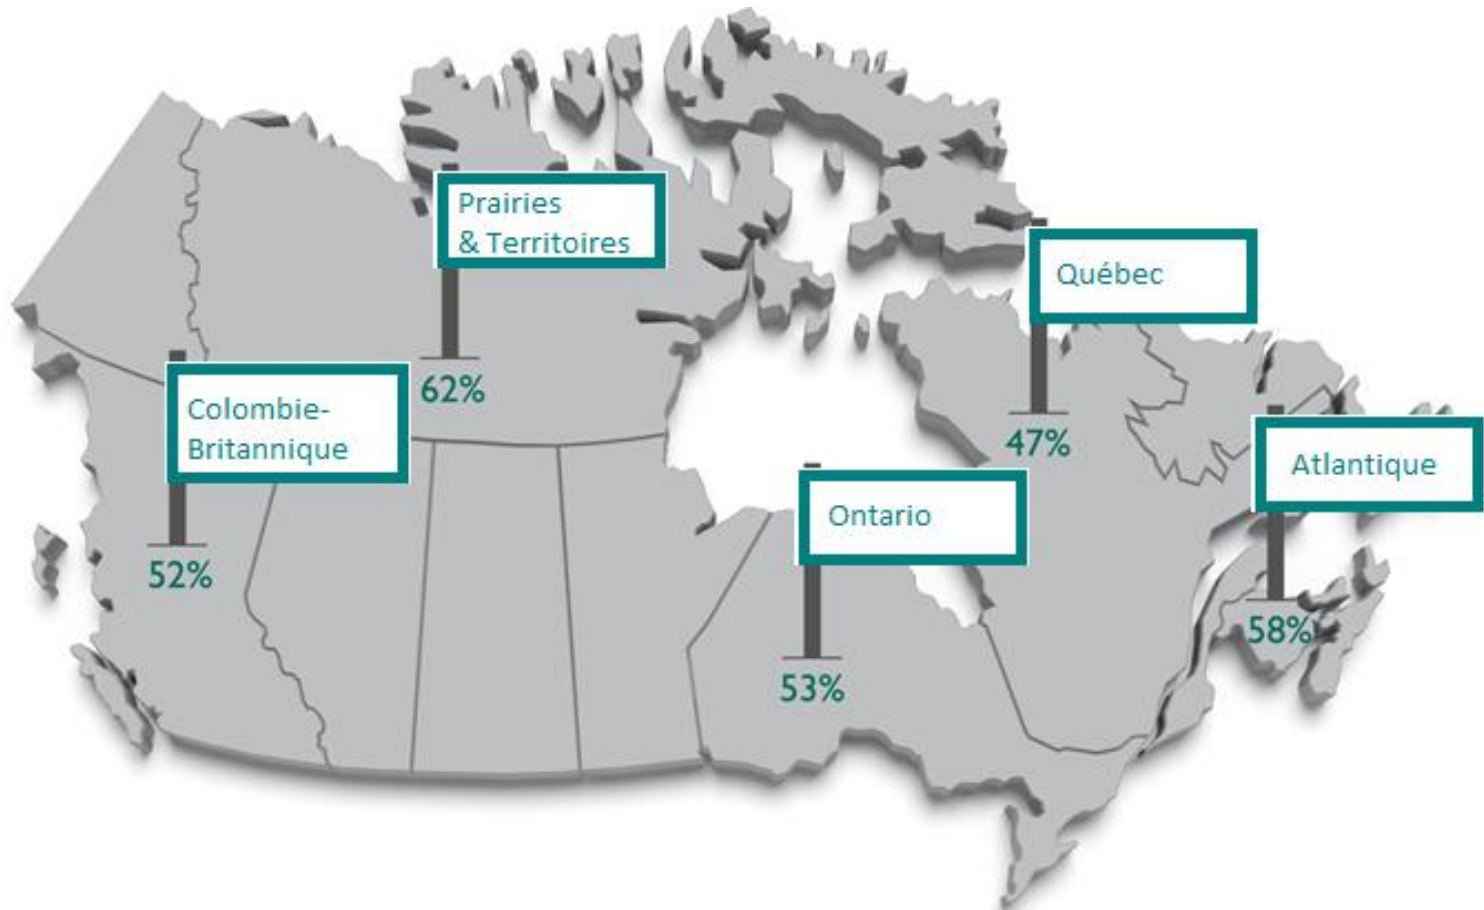 Prairies
& Territoires
62%
Québec
47%
Colombie-
Britannique
52%
Atlantique
58%
Ontario
53%